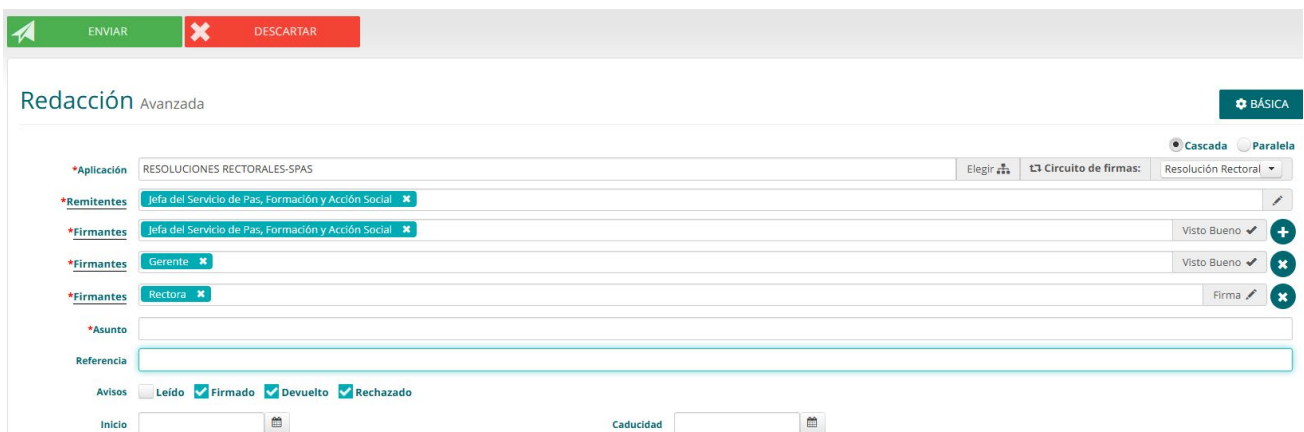 ENVIAR DESCARTAR
Redacción Avanzada BÁSICA
Cascada Paralela
*Aplicación RESOLUCIONES RECTORALES-SPAS Elegir Circuito de firmas: Resolución Rectoral
*Remitentes Jefa del Servicio de Pas, Formación y Acción Social
*Firmantes Jefa del Servicio de Pas, Formación y Acción Social Visto Bueno
*Firmantes Gerente Visto Bueno
*Firmantes Rectora Firma
*Asunto
Referencia
Avisos Leído Firmado Devuelto Rechazado
Inicio Caducidad